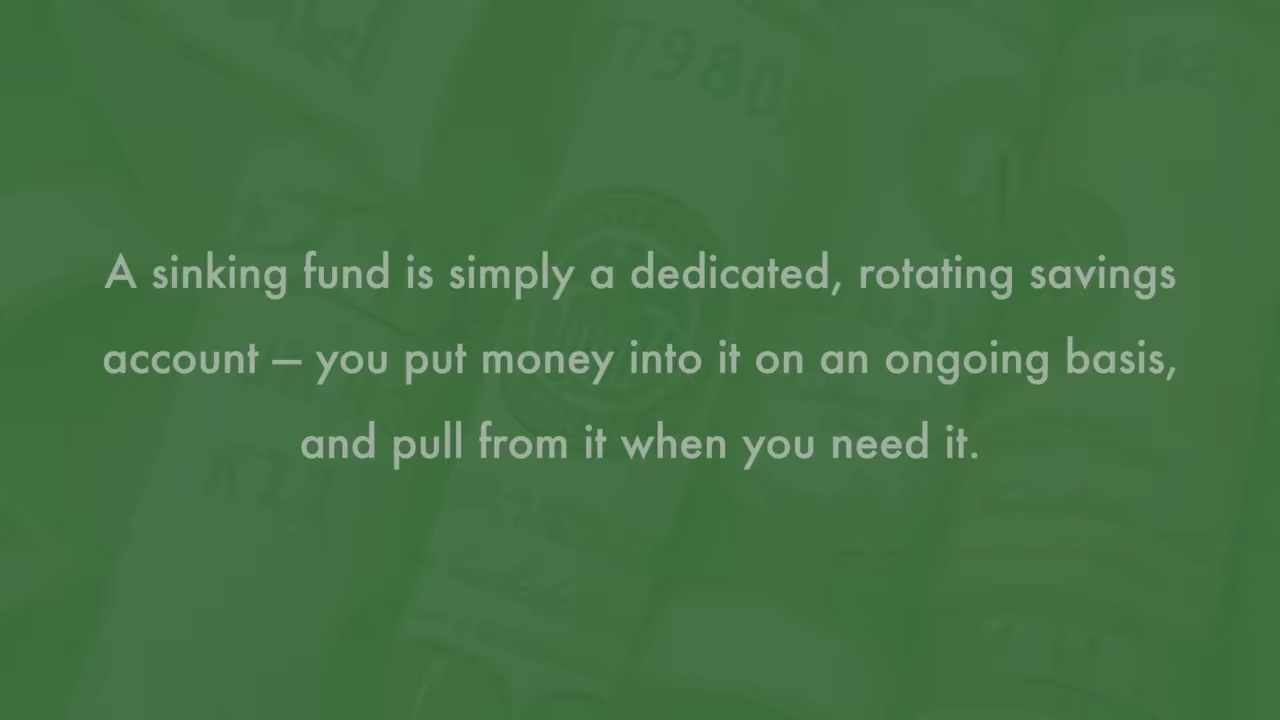 7980
A sinking fund is simply a dedicated, rotating savings
account — you put money into it on an ongoing basis,
and pull from it when you need it.